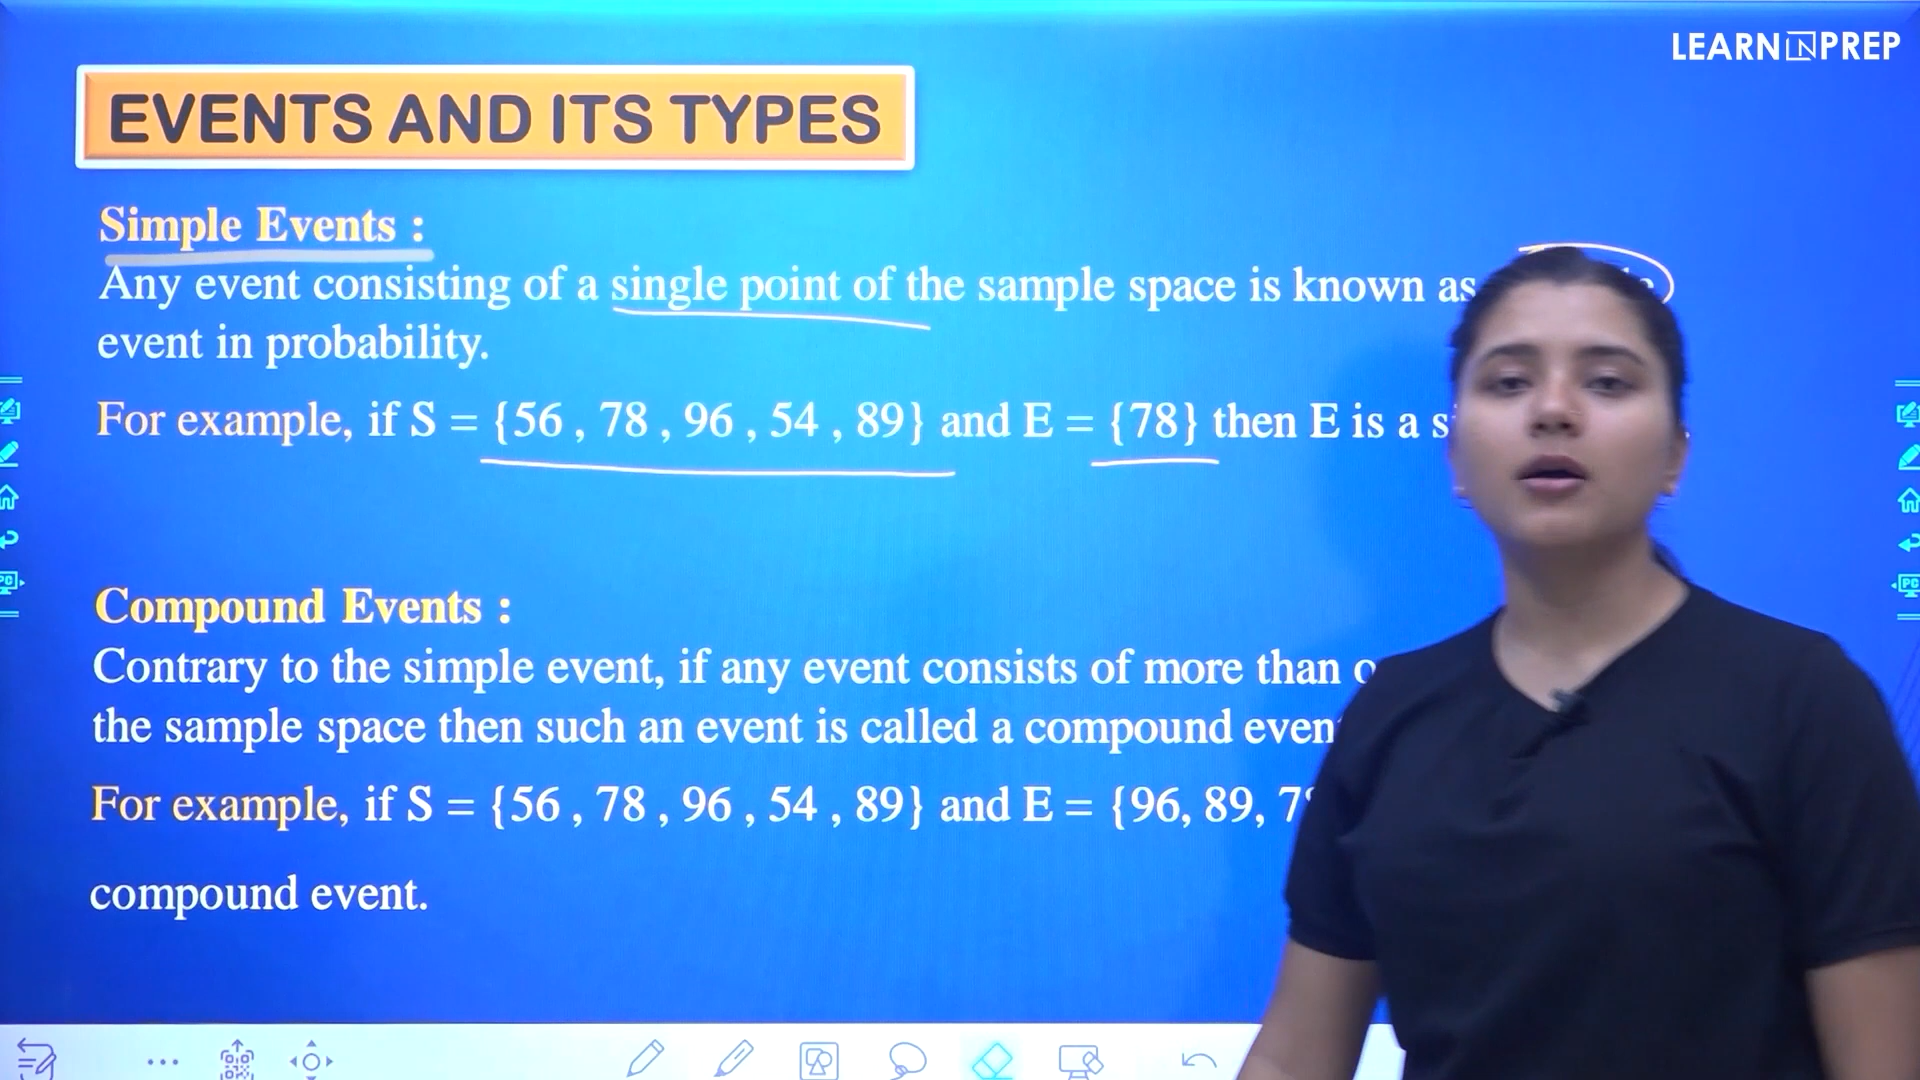 LEARN IN PREP
EVENTS AND ITS TYPES
Simple Events :
Any event consisting of a single point of the sample space is known as
event in probability.
For example, if S = {56 , 78 , 96 , 54 , 89} and E = {78} then E is a
Compound Events :
Contrary to the simple event, if any event consists of more than
the sample space then such an event is called a compound
For example, if S = {56 , 78 , 96 , 54 , 89} and E = {96, 89,
compound event.
PC
PC